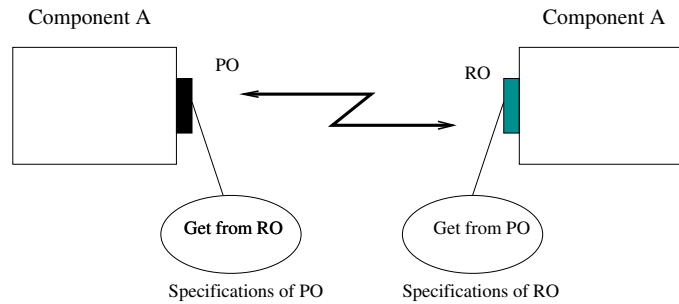 Component A
Component A
PO
RO
Get from RO
Get from PO
Specifications of PO
Specifications of RO